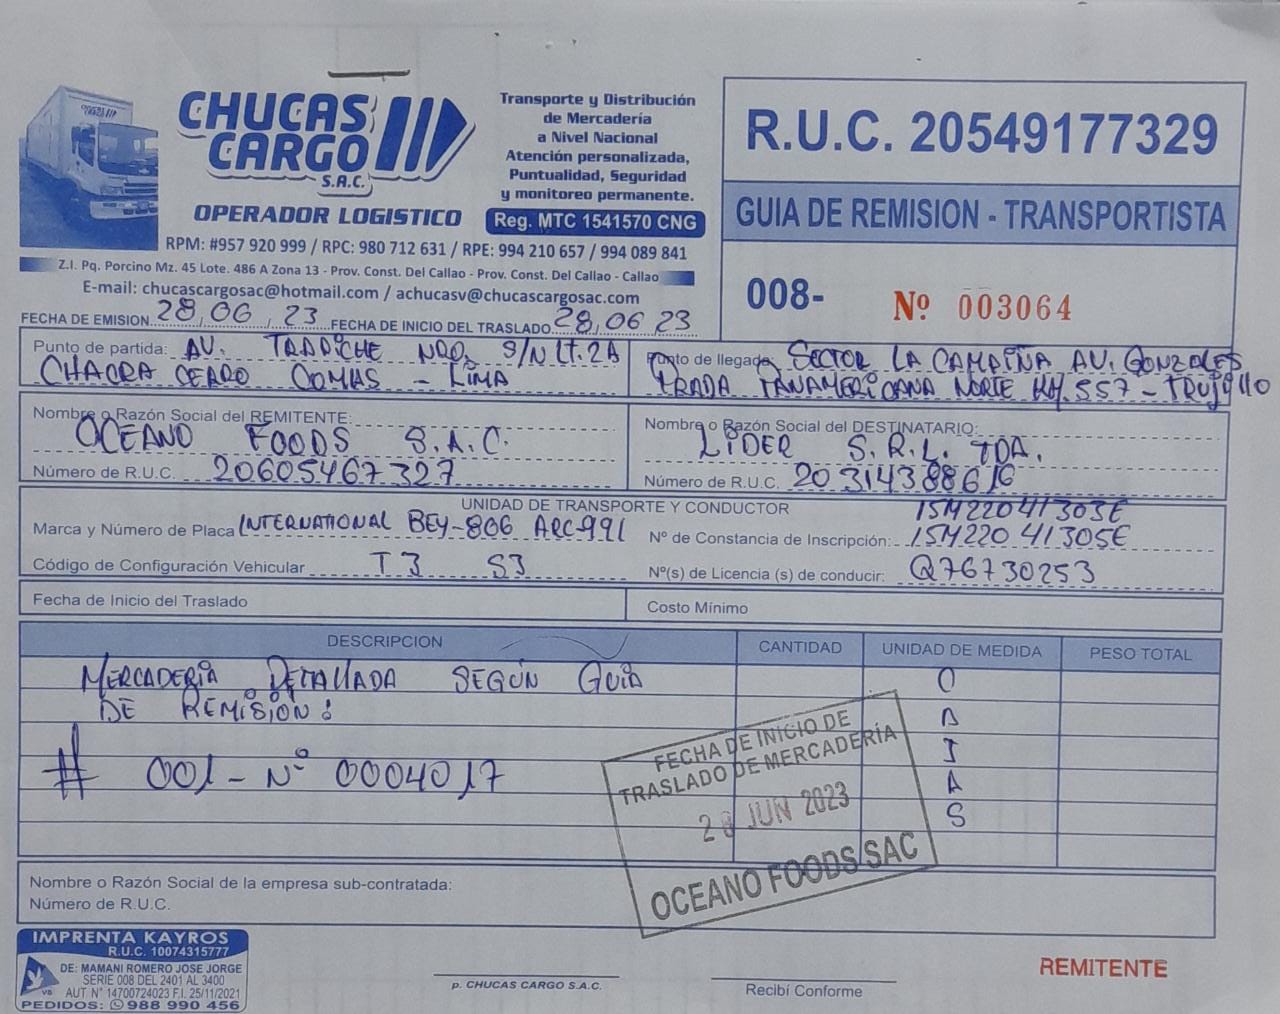 CHUCAS CARGO S.A.C.
OPERADOR LOGISTICO
Transporte y Distribución
de Mercadería
a Nivel Nacional
Atención personalizada,
Puntualidad, Seguridad
y monitoreo permanente.
Reg. MTC 1541570 CNG
RPM: #957 920 999 / RPC: 980 712 631 / RPE: 994 210 657 / 994 089 841
Z.I. Pq. Porcino Mz. 45 Lote. 486 A Zona 13 - Prov. Const. Del Callao - Prov. Const. Del Callao - Callao
E-mail: chucascargosac@hotmail.com / achucasv@chucascargosac.com
R.U.C. 20549177329
GUIA DE REMISION - TRANSPORTISTA
008- Nº 003064
FECHA DE EMISION 28,06,23 FECHA DE INICIO DEL TRASLADO 28,06,23
Punto de partida: AV. TRAPICHE NRO. S/N LT.2A
CHACRA CERRO COMAS - LIMA
Punto de llegada: SECTOR LA CAMPIÑA AV. GONZALES
PRADA PANAMERICANA NORTE KM. 557 - TRUJILLO
Nombre o Razón Social del REMITENTE:
OCEANO FOODS S.A.C.
Número de R.U.C. 20605467327
Nombre o Razón Social del DESTINATARIO:
LIDER S.R.L. TDA.
Número de R.U.C. 20314388616
UNIDAD DE TRANSPORTE Y CONDUCTOR
Marca y Número de Placa INTERNATIONAL BEY-806 ARC-991
15M22041303E
Nº de Constancia de Inscripción: 15M22041305E
Código de Configuración Vehicular T3 S3
Nº(s) de Licencia (s) de conducir: Q76730253
Fecha de Inicio del Traslado
Costo Mínimo
DESCRIPCION CANTIDAD UNIDAD DE MEDIDA PESO TOTAL
MERCADERIA DETALLADA SEGÚN GUIA
DE REMISIÓN:
# 001 - Nº 0004017
C
A
J
A
S
FECHA DE INICIO DE
TRASLADO DE MERCADERÍA
28 JUN 2023
OCEANO FOODS SAC
Nombre o Razón Social de la empresa sub-contratada:
Número de R.U.C.
IMPRENTA KAYROS
R.U.C. 10074315777
DE: MAMANI ROMERO JOSE JORGE
SERIE 008 DEL 2401 AL 3400
AUT Nº 14700724023 F.I. 25/11/2021
PEDIDOS: 988 990 456
p. CHUCAS CARGO S.A.C.
Recibí Conforme
REMITENTE